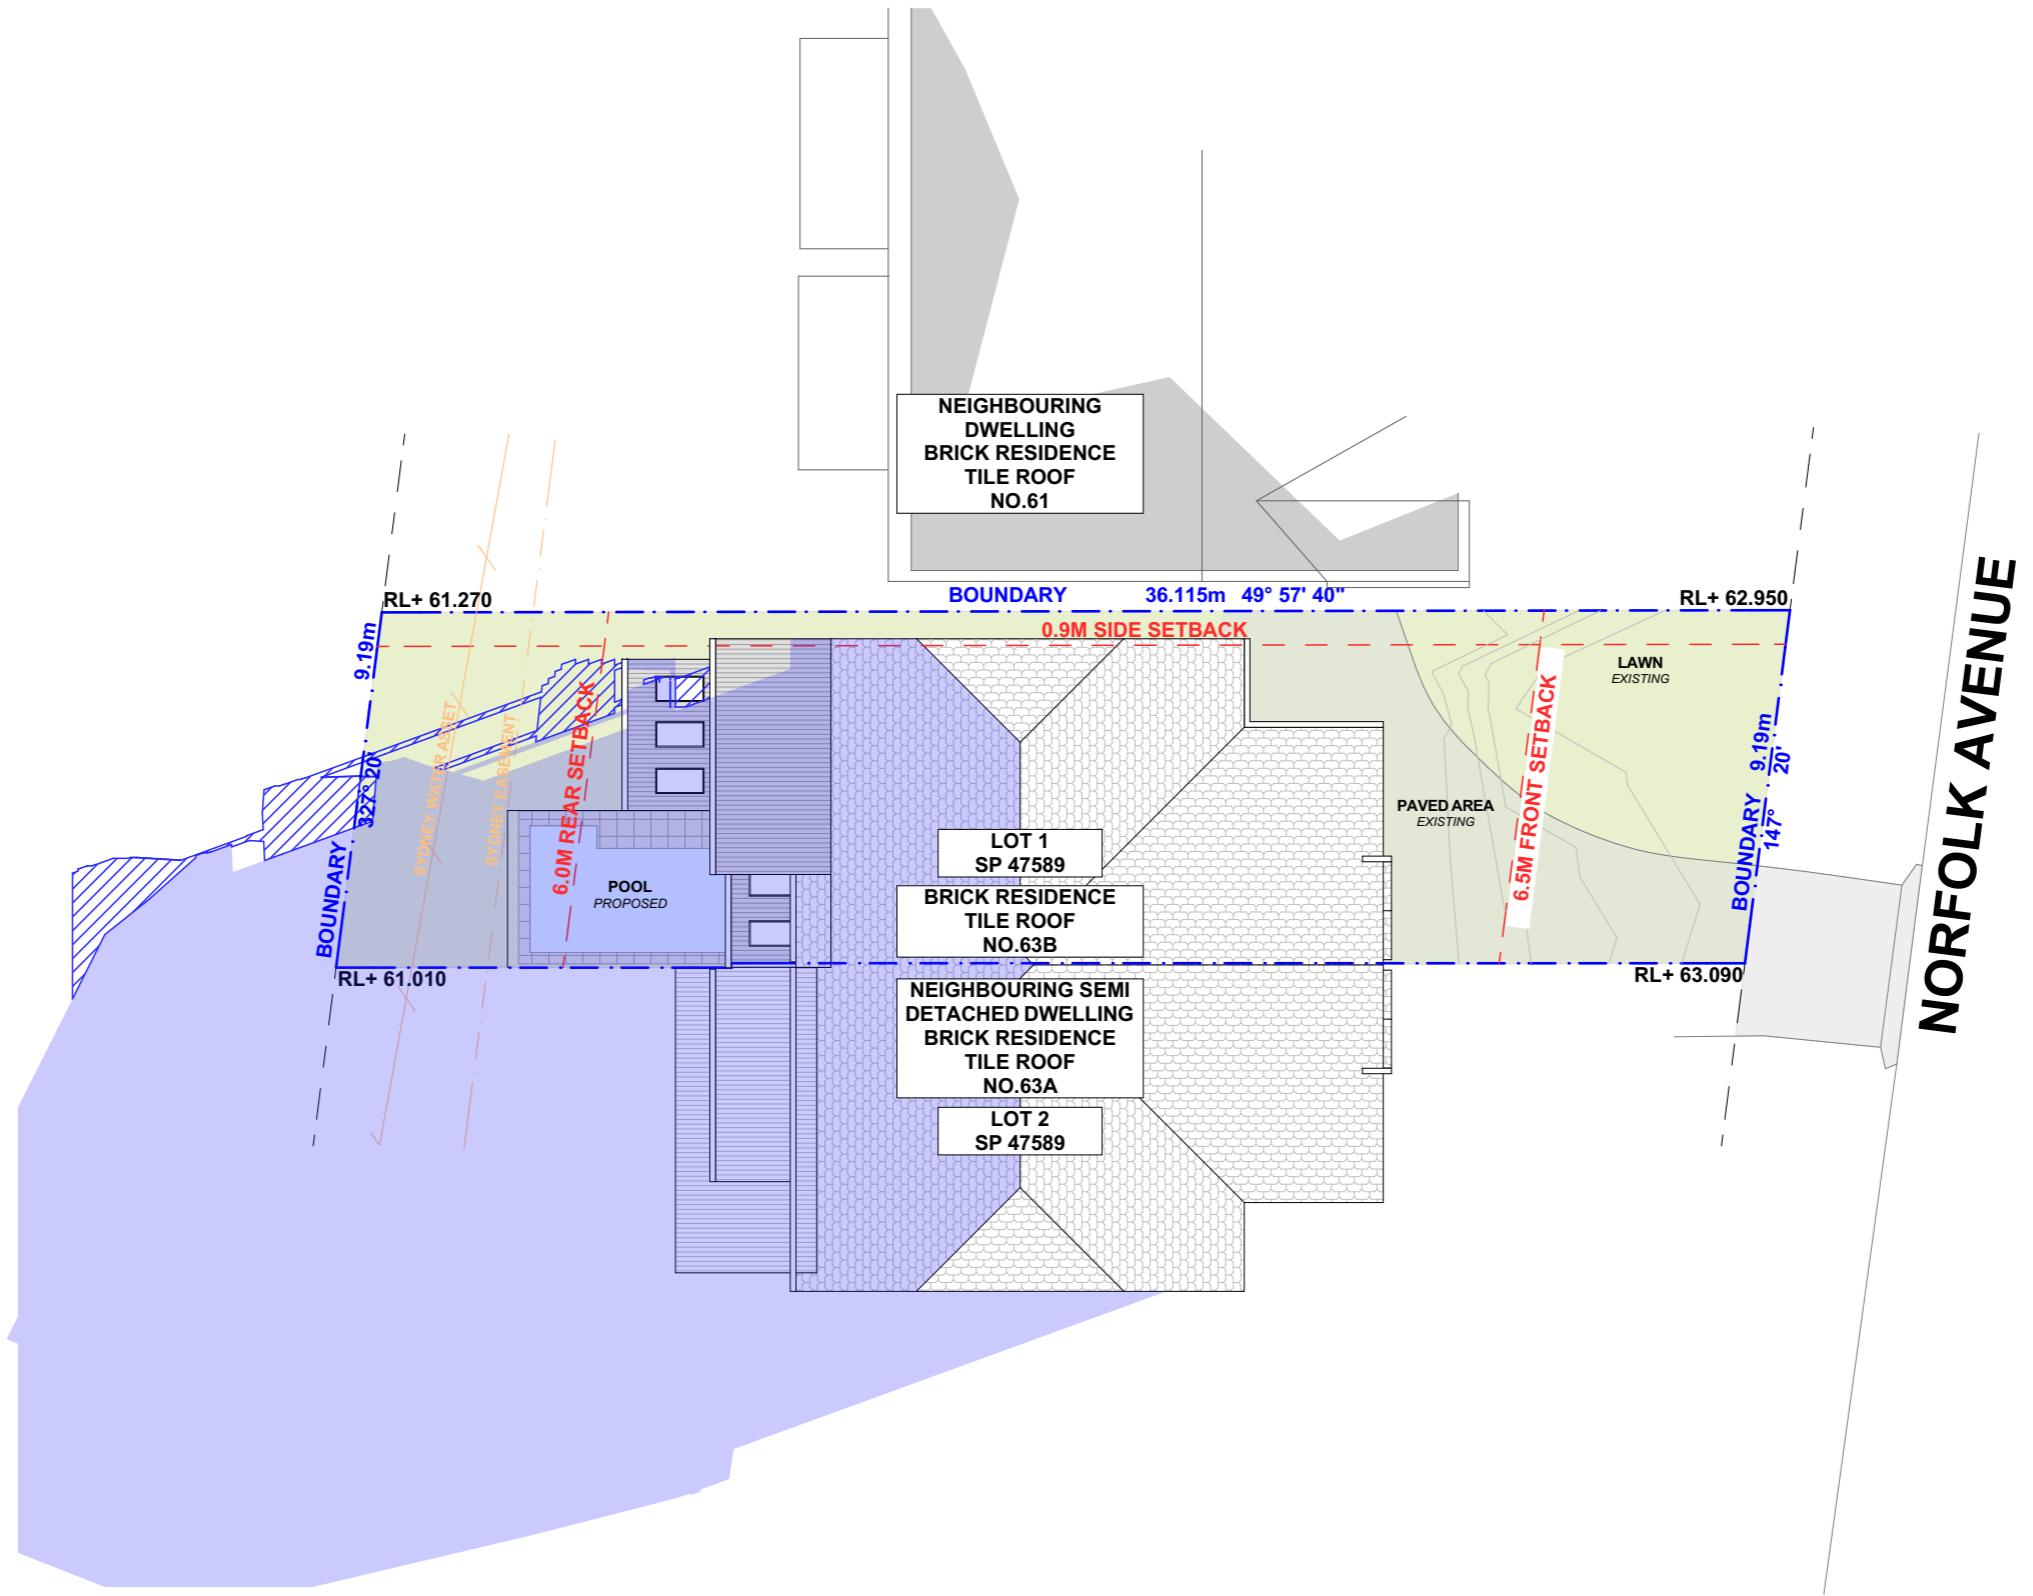 NEIGHBOURING
DWELLING
BRICK RESIDENCE
TILE ROOF
NO.61
BOUNDARY 36.115m 49° 57' 40"
RL+ 61.270
RL+ 62.950
0.9M SIDE SETBACK
9.19m
327° 20'
BOUNDARY
SYDNEY WATER ASSET
SYDNEY EASEMENT
6.0M REAR SETBACK
LAWN
EXISTING
PAVED AREA
EXISTING
6.5M FRONT SETBACK
BOUNDARY 9.19m
147° 20'
NORFOLK AVENUE
POOL
PROPOSED
LOT 1
SP 47589
BRICK RESIDENCE
TILE ROOF
NO.63B
RL+ 61.010
RL+ 63.090
NEIGHBOURING SEMI
DETACHED DWELLING
BRICK RESIDENCE
TILE ROOF
NO.63A
LOT 2
SP 47589